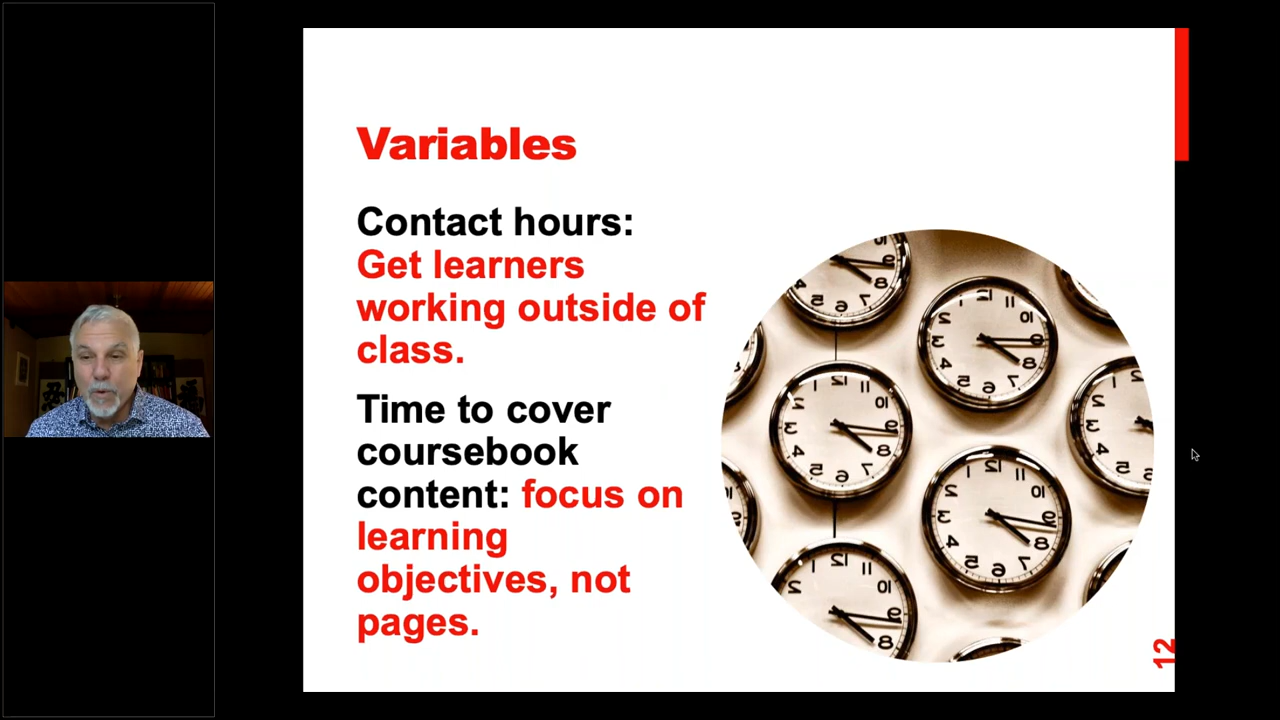 Variables
Contact hours:
Get learners
working outside of
class.
Time to cover
coursebook
content: focus on
learning
objectives, not
pages.
12